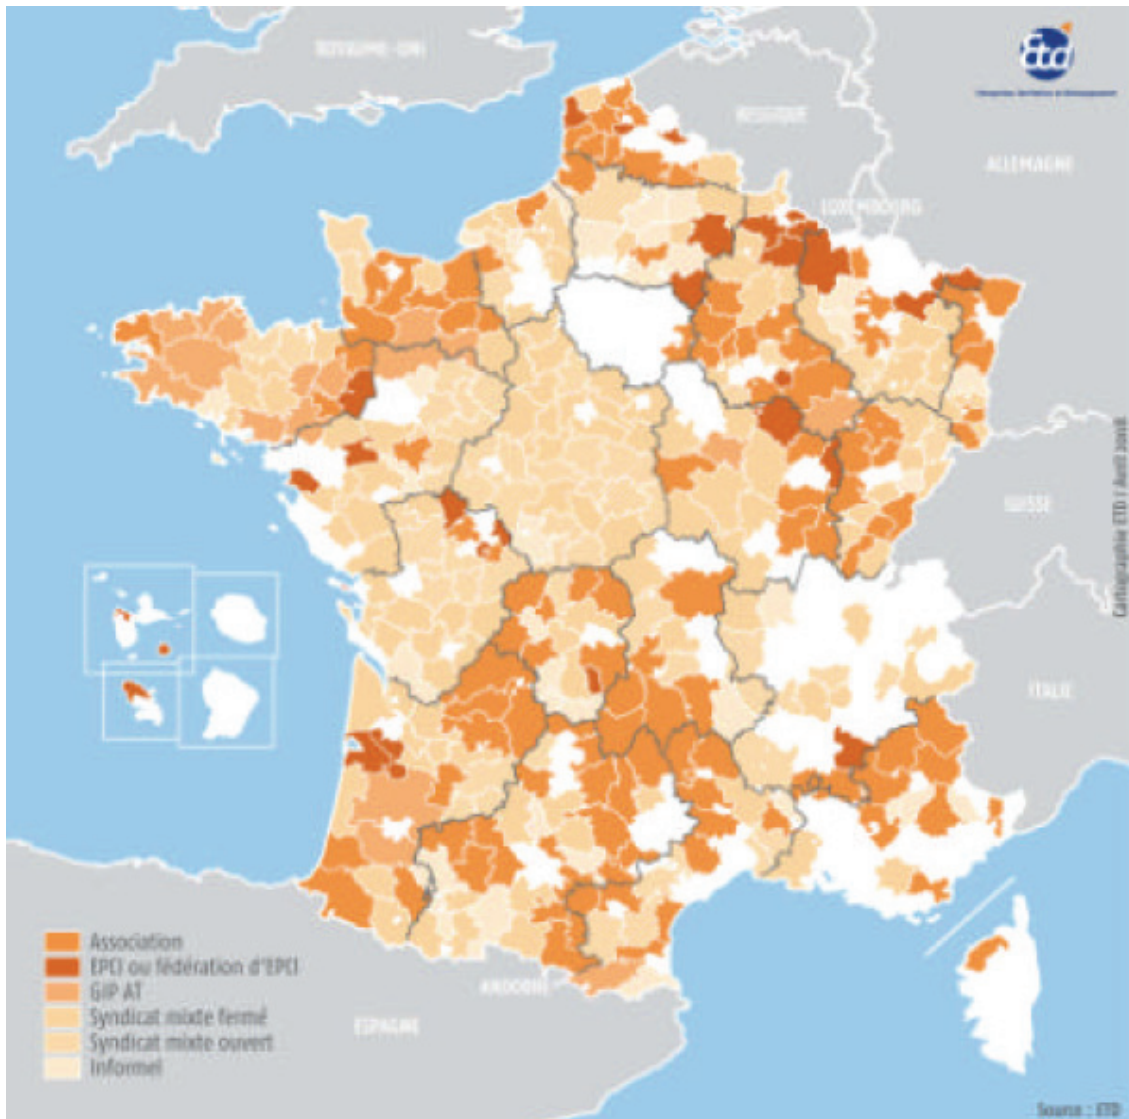 ROYAUME-UNI
Etd
BELGIQUE
ALLEMAGNE
LUXEMBOURG
SUISSE
ITALIE
Cartographie ETD / Avril
Association
EPCI ou fédération d'EPCI
GIP AT
Syndicat mixte fermé
Syndicat mixte ouvert
Informel
ANDORRE
ESPAGNE
Source : ETD